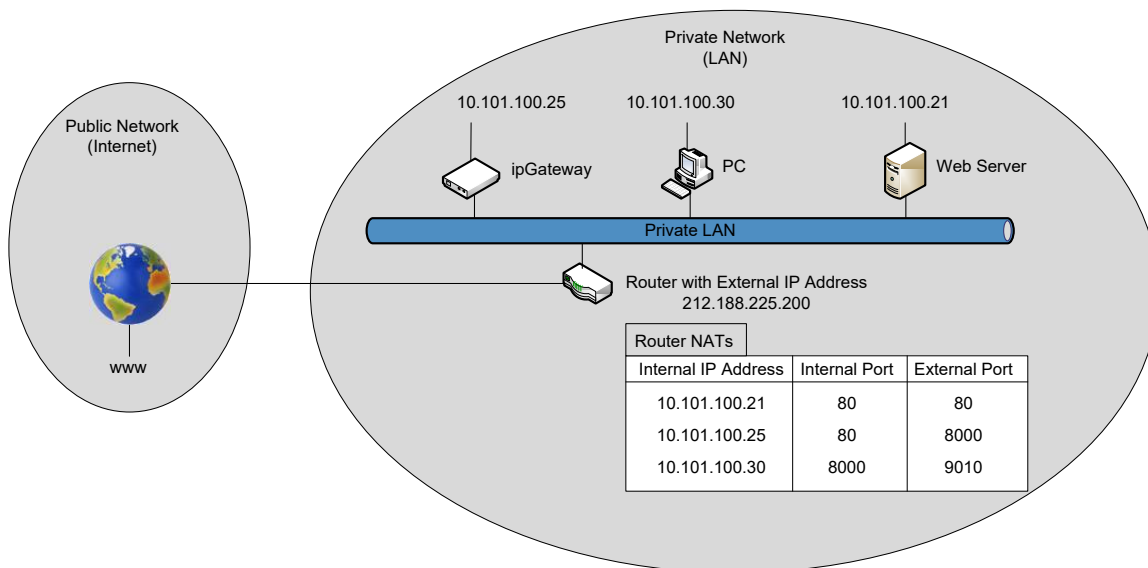 Public Network
(Internet)
www
Private Network
(LAN)
10.101.100.25
10.101.100.30
10.101.100.21
ipGateway
PC
Web Server
Private LAN
Router with External IP Address
212.188.225.200
Router NATs
Internal IP Address Internal Port External Port
10.101.100.21 80 80
10.101.100.25 80 8000
10.101.100.30 8000 9010